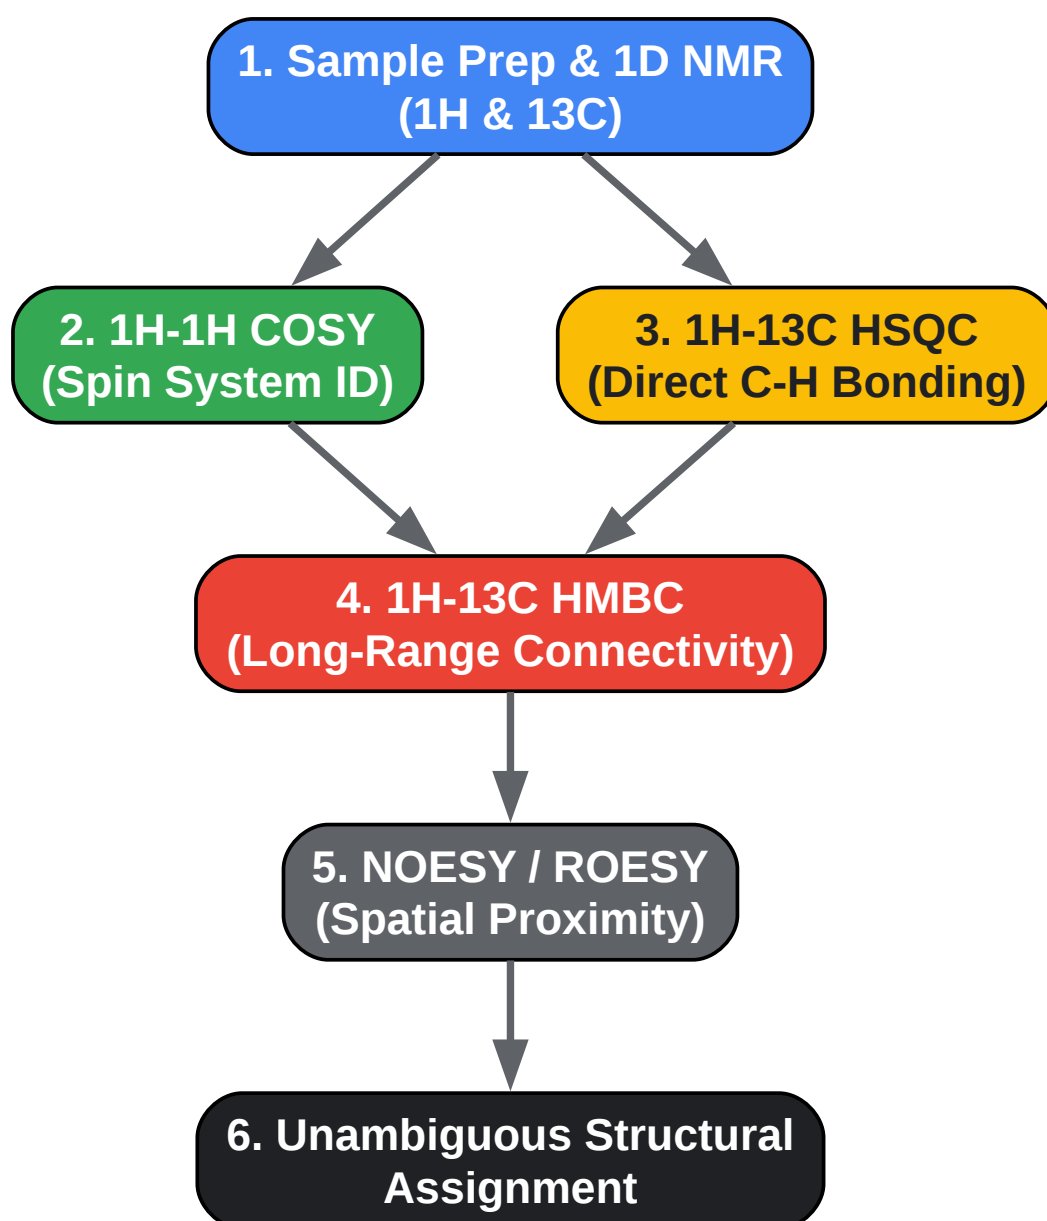 1. Sample Prep & 1D NMR
(1H & 13C)
2. 1H-1H COSY
(Spin System ID)
3. 1H-13C HSQC
(Direct C-H Bonding)
4. 1H-13C HMBC
(Long-Range Connectivity)
5. NOESY / ROESY
(Spatial Proximity)
6. Unambiguous Structural
Assignment